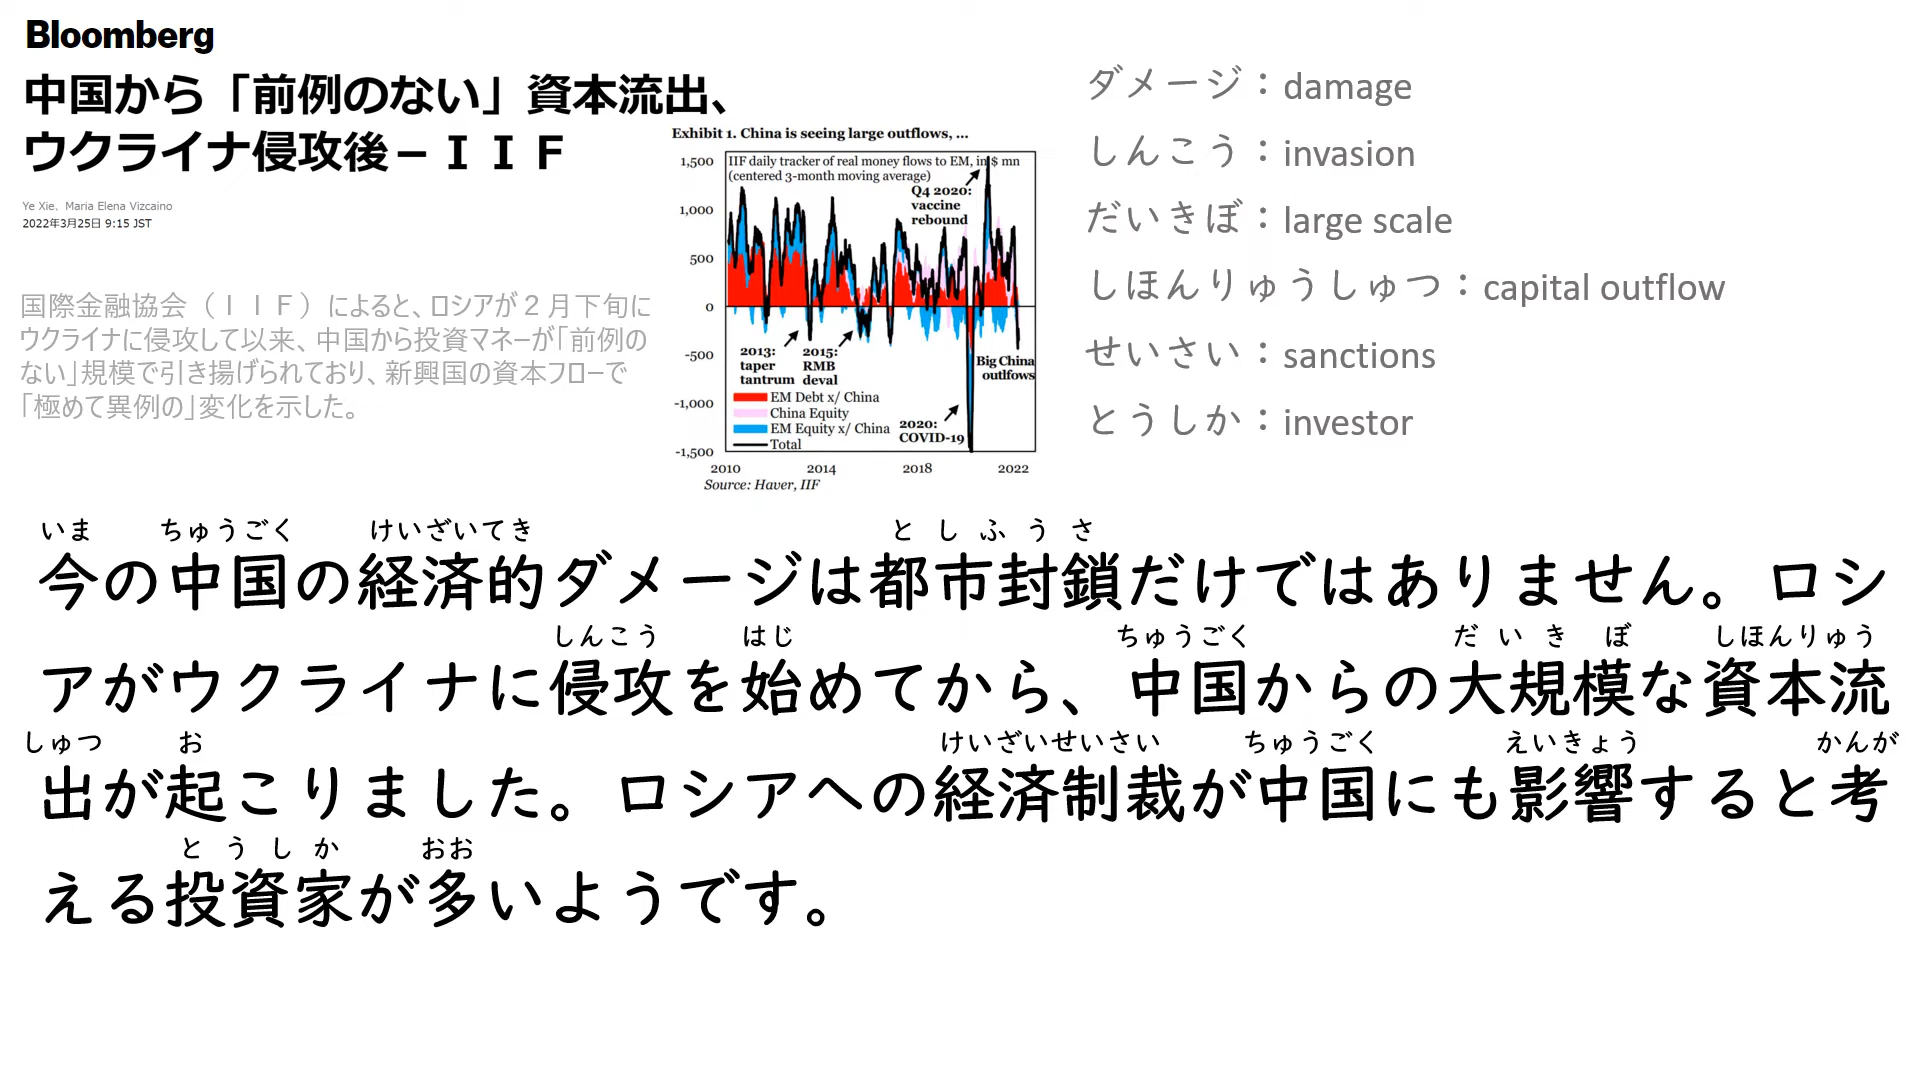 Bloomberg
中国から「前例のない」資本流出、
ウクライナ侵攻後－ＩＩＦ
Ye Xie、Maria Elena Vizcaino
2022年3月25日 9:15 JST
国際金融協会（ＩＩＦ）によると、ロシアが２月下旬に
ウクライナに侵攻して以来、中国から投資マネーが「前例の
ない」規模で引き揚げられており、新興国の資本フローで
「極めて異例の」変化を示した。
Exhibit 1. China is seeing large outflows, ...
IIF daily tracker of real money flows to EM, in $ mn
(centered 3-month moving average)
1,500
1,000
500
0
-500
-1,000
-1,500
Q4 2020:
vaccine
rebound
2013:
taper
tantrum
2015:
RMB
deval
Big China
outlfows
2020:
COVID-19
EM Debt x/ China
China Equity
EM Equity x/ China
Total
2010 2014 2018 2022
Source: Haver, IIF
ダメージ：damage
しんこう：invasion
だいきぼ：large scale
しほんりゅうしゅつ：capital outflow
せいさい：sanctions
とうしか：investor
いま ちゅうごく けいざいてき としふうさ
今の中国の経済的ダメージは都市封鎖だけではありません。ロシ
しんこう はじ ちゅうごく だいきぼ しほんりゅう
アがウクライナに侵攻を始めてから、中国からの大規模な資本流
しゅつ お けいざいせいさい ちゅうごく えいきょう かんが
出が起こりました。ロシアへの経済制裁が中国にも影響すると考
とうしか おお
える投資家が多いようです。